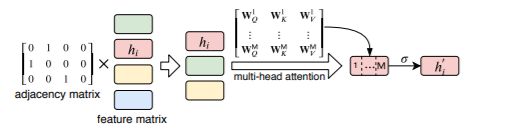 [0 1 0 0]
[1 0 0 0]
[0 0 1 0]
adjacency matrix
×
h_i
feature matrix
h_i
W_Q^1 W_K^1 W_V^1
⋮ ⋮ ⋮
W_Q^M W_K^M W_V^M
multi-head attention
1 ... M
σ
h_i'